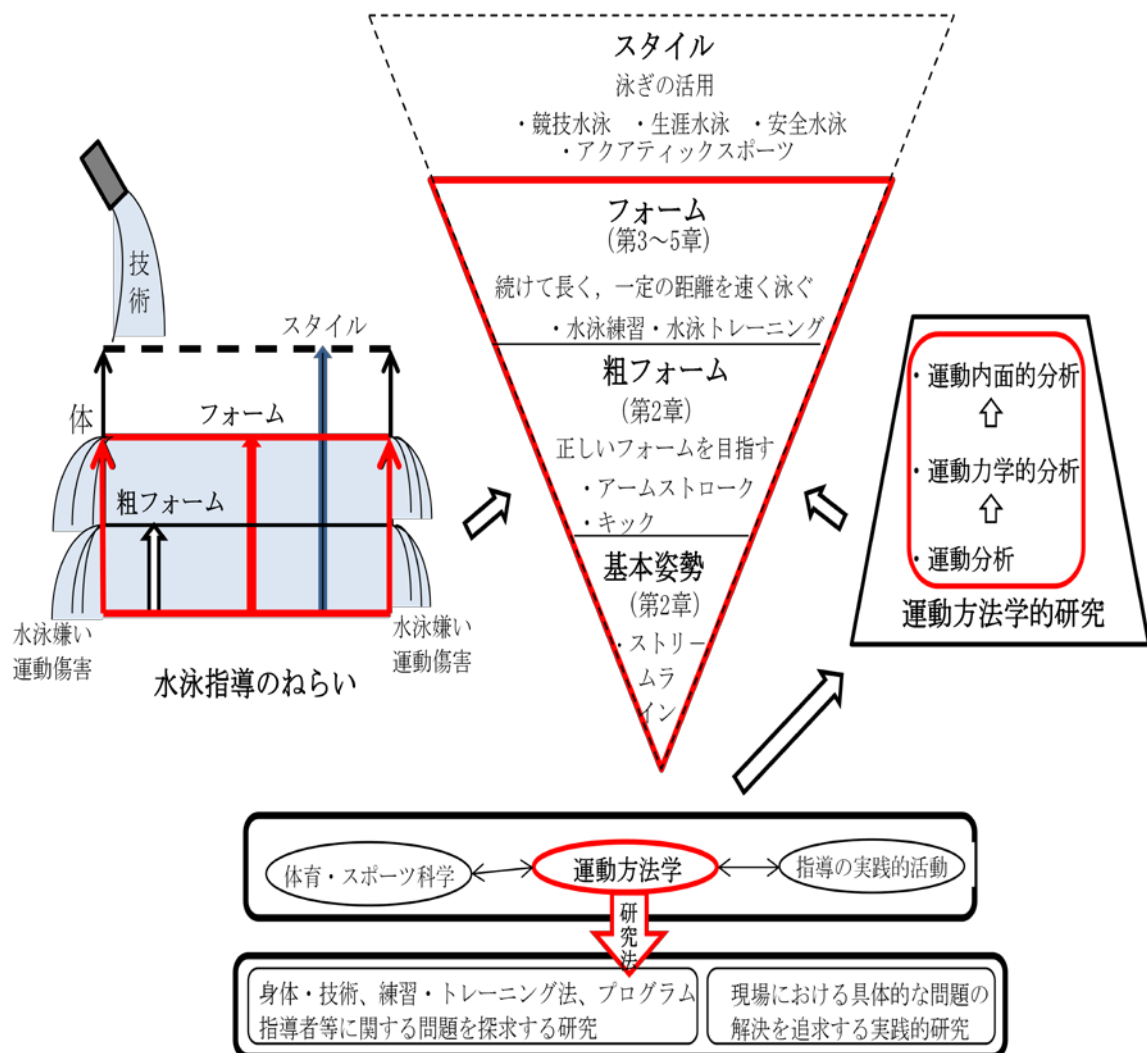 スタイル
泳ぎの活用
・競技水泳 ・生涯水泳 ・安全水泳
・アクアティックスポーツ
フォーム
(第3～5章)
続けて長く，一定の距離を速く泳ぐ
・水泳練習・水泳トレーニング
粗フォーム
(第2章)
正しいフォームを目指す
・アームストローク
・キック
基本姿勢
(第2章)
・ストリー
ムラ
イン
技
術
スタイル
体
フォーム
粗フォーム
水泳嫌い
運動傷害
水泳嫌い
運動傷害
水泳指導のねらい
・運動内面的分析
・運動力学的分析
・運動分析
運動方法学的研究
体育・スポーツ科学
運動方法学
指導の実践的活動
研
究
法
身体・技術、練習・トレーニング法、プログラム
指導者等に関する問題を探求する研究
現場における具体的な問題の
解決を追求する実践的研究